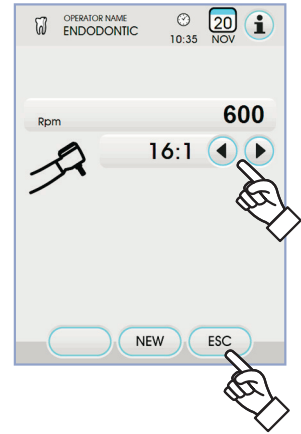 OPERATOR NAME
ENDODONTIC
10:35
20
NOV
i
Rpm
600
16:1
NEW
ESC